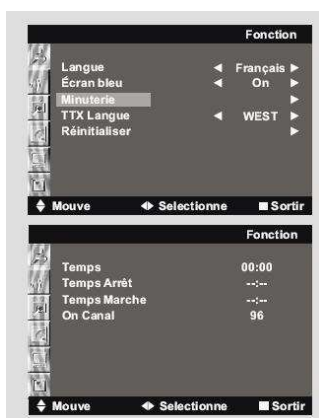 Fonction
Langue ◀ Français ▶
Écran bleu ◀ On ▶
Minuterie ▶
TTX Langue ◀ WEST ▶
Réinitialiser ▶
Mouve Selectionne Sortir
Fonction
Temps 00:00
Temps Arrêt --:--
Temps Marche --:--
On Canal 96
Mouve Selectionne Sortir